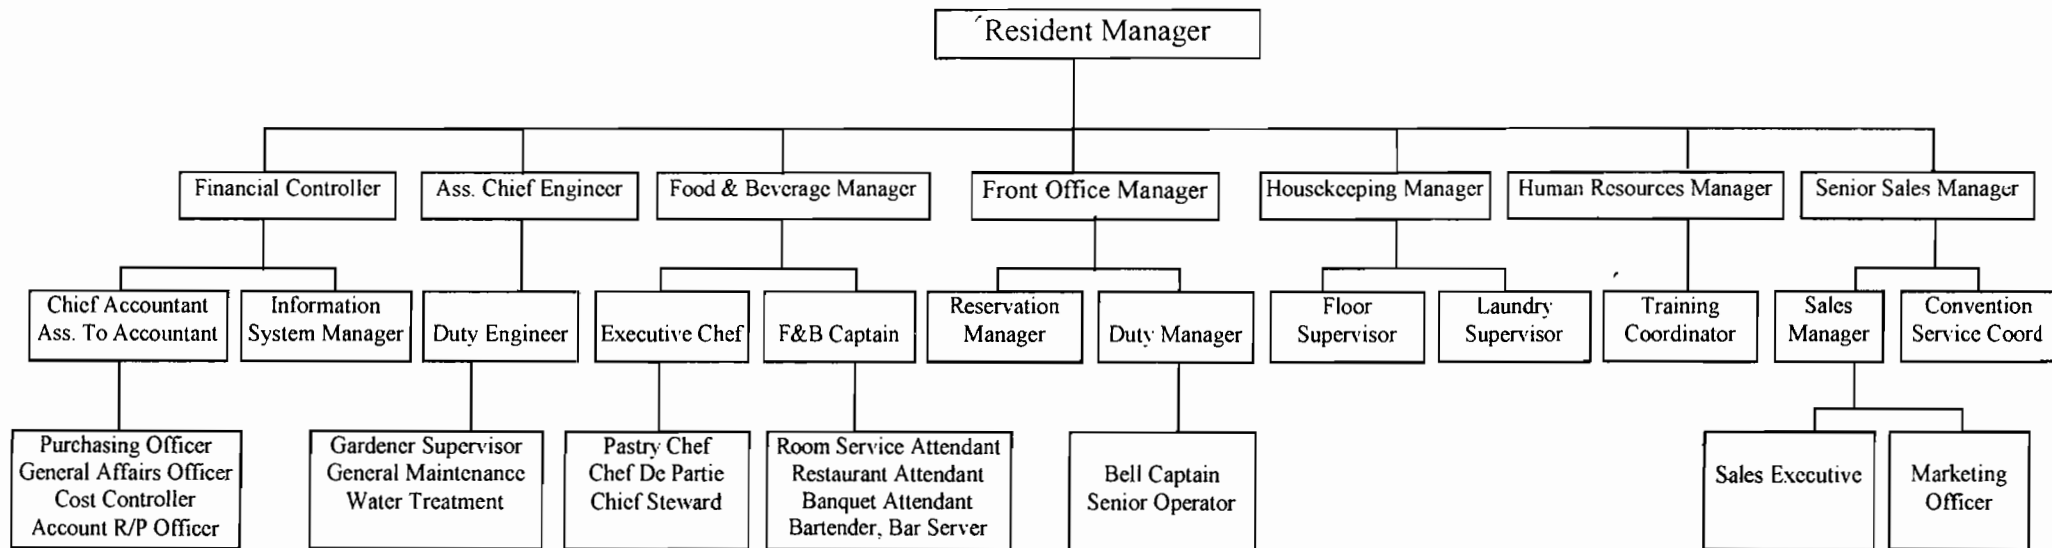 Resident Manager
Financial Controller
Ass. Chief Engineer
Food & Beverage Manager
Front Office Manager
Housekeeping Manager
Human Resources Manager
Senior Sales Manager
Chief Accountant
Ass. To Accountant
Information
System Manager
Duty Engineer
Executive Chef
F&B Captain
Reservation
Manager
Duty Manager
Floor
Supervisor
Laundry
Supervisor
Training
Coordinator
Sales
Manager
Convention
Service Coord
Purchasing Officer
General Affairs Officer
Cost Controller
Account R/P Officer
Gardener Supervisor
General Maintenance
Water Treatment
Pastry Chef
Chef De Partie
Chief Steward
Room Service Attendant
Restaurant Attendant
Banquet Attendant
Bartender, Bar Server
Bell Captain
Senior Operator
Sales Executive
Marketing
Officer